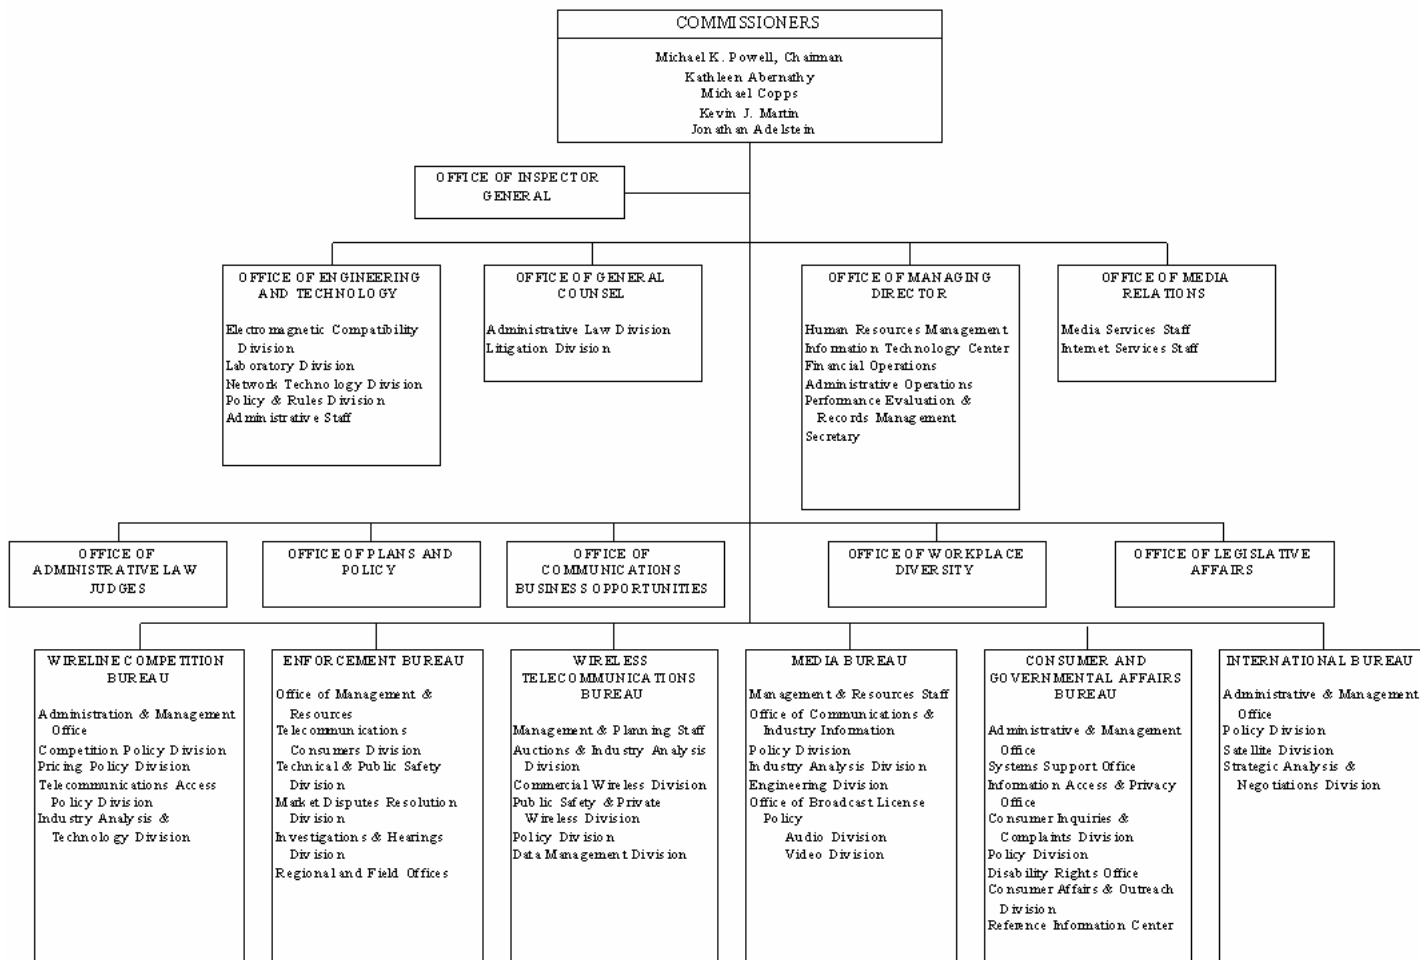 COMMISSIONERS
Michael K. Powell, Chairman
Kathleen Abernathy
Michael Copps
Kevin J. Martin
Jonathan Adelstein
OFFICE OF INSPECTOR
GENERAL
OFFICE OF ENGINEERING
AND TECHNOLOGY
Electromagnetic Compatibility
Division
Laboratory Division
Network Technology Division
Policy & Rules Division
Administrative Staff
OFFICE OF GENERAL
COUNSEL
Administrative Law Division
Litigation Division
OFFICE OF MANAGING
DIRECTOR
Human Resources Management
Information Technology Center
Financial Operations
Administrative Operations
Performance Evaluation &
Records Management
Secretary
OFFICE OF MEDIA
RELATIONS
Media Services Staff
Internet Services Staff
OFFICE OF
ADMINISTRATIVE LAW
JUDGES
OFFICE OF PLANS AND
POLICY
OFFICE OF
COMMUNICATIONS
BUSINESS OPPORTUNITIES
OFFICE OF WORKPLACE
DIVERSITY
OFFICE OF LEGISLATIVE
AFFAIRS
WIRELINE COMPETITION
BUREAU
Administration & Management
Office
Competition Policy Division
Pricing Policy Division
Telecommunications Access
Policy Division
Industry Analysis &
Technology Division
ENFORCEMENT BUREAU
Office of Management &
Resources
Telecommunications
Consumers Division
Technical & Public Safety
Division
Market Disputes Resolution
Division
Investigations & Hearings
Division
Regional and Field Offices
WIRELESS
TELECOMMUNICATIONS
BUREAU
Management & Planning Staff
Auctions & Industry Analysis
Division
Commercial Wireless Division
Public Safety & Private
Wireless Division
Policy Division
Data Management Division
MEDIA BUREAU
Management & Resources Staff
Office of Communications &
Industry Information
Policy Division
Industry Analysis Division
Engineering Division
Office of Broadcast License
Policy
Audio Division
Video Division
CONSUMER AND
GOVERNMENTAL AFFAIRS
BUREAU
Administrative & Management
Office
Systems Support Office
Information Access & Privacy
Office
Consumer Inquiries &
Complaints Division
Policy Division
Disability Rights Office
Consumer Affairs & Outreach
Division
Reference Information Center
INTERNATIONAL BUREAU
Administrative & Management
Office
Policy Division
Satellite Division
Strategic Analysis &
Negotiations Division